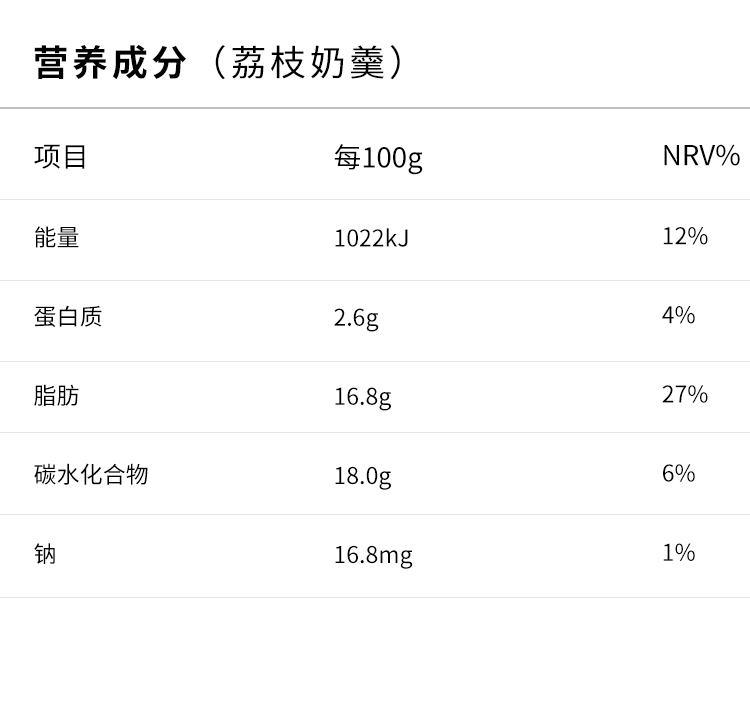 营养成分（荔枝奶羹）
项目 每100g NRV%
能量 1022kJ 12%
蛋白质 2.6g 4%
脂肪 16.8g 27%
碳水化合物 18.0g 6%
钠 16.8mg 1%